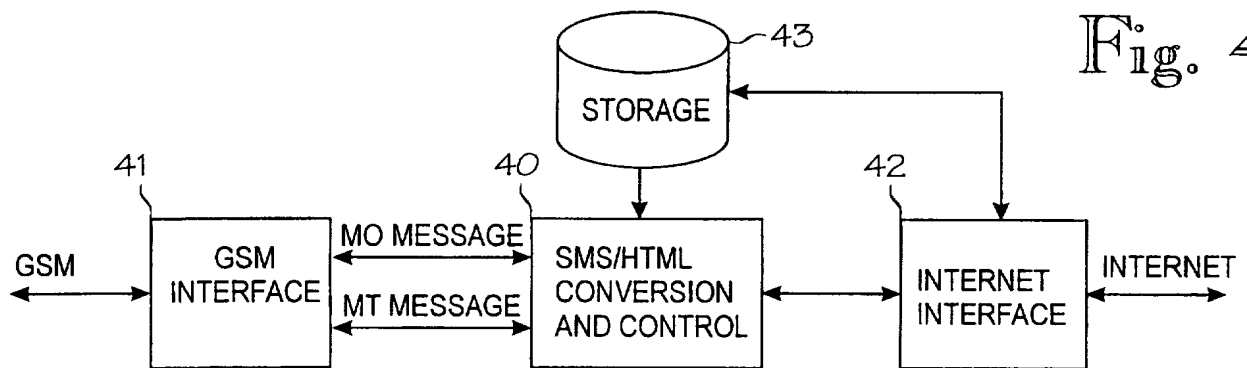 Fig. 4
43
STORAGE
41
40
42
GSM
GSM
INTERFACE
MO MESSAGE
MT MESSAGE
SMS/HTML
CONVERSION
AND CONTROL
INTERNET
INTERFACE
INTERNET